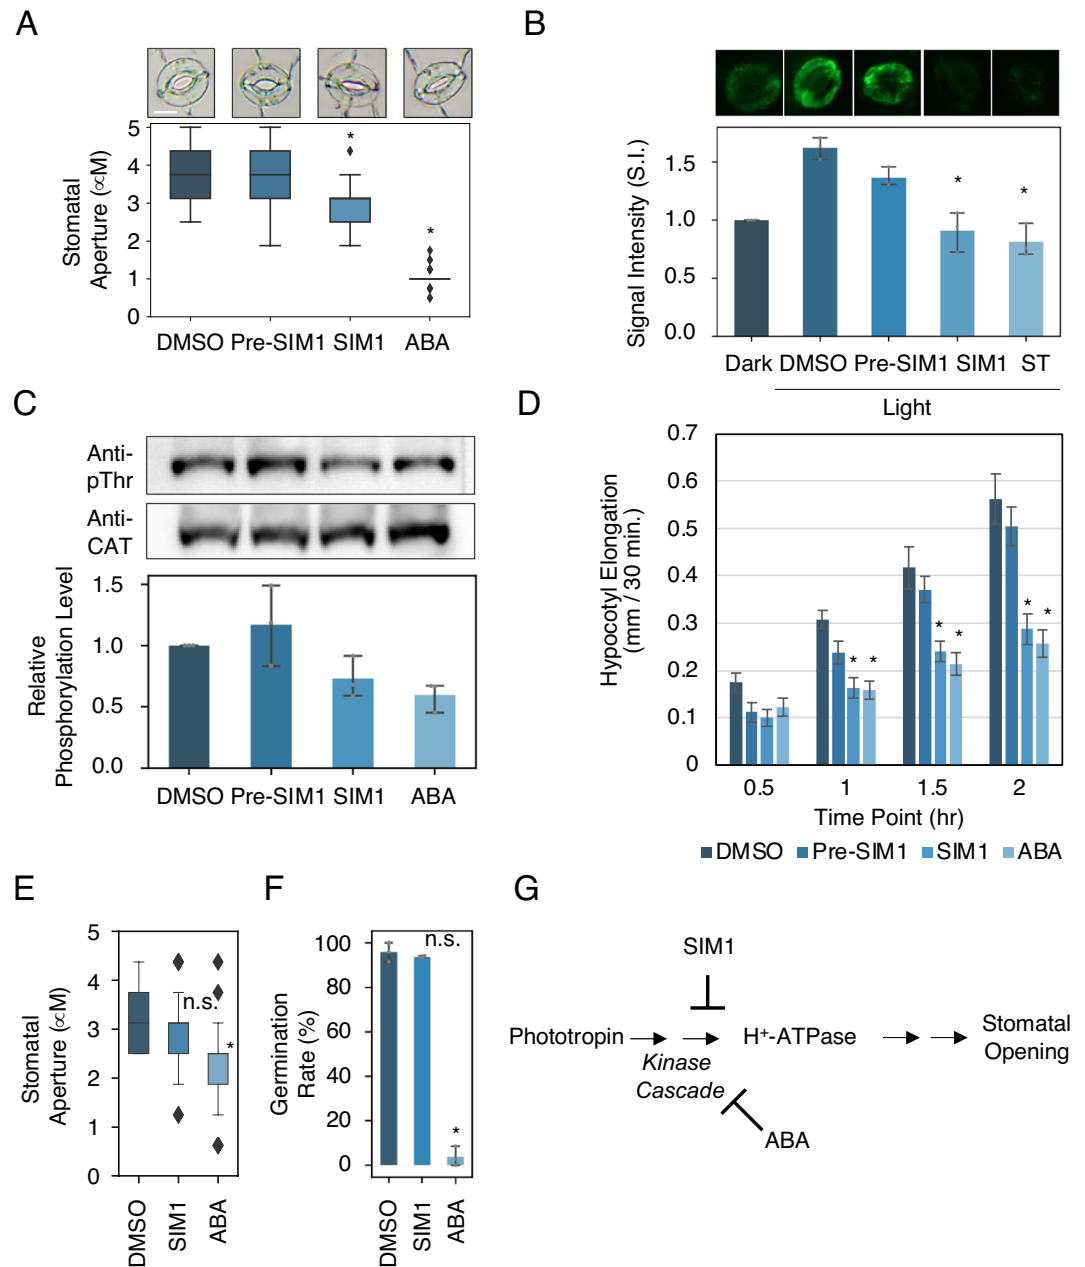 A
Stomatal
Aperture (∝M)
5
4
3
2
1
0
*
*
DMSO Pre-SIM1 SIM1 ABA
B
Signal Intensity (S.I.)
1.5
1.0
0.5
0.0
*
*
Dark DMSO Pre-SIM1 SIM1 ST
Light
C
Anti-
pThr
Anti-
CAT
Relative
Phosphorylation Level
1.5
1.0
0.5
0.0
DMSO Pre-SIM1 SIM1 ABA
D
Hypocotyl Elongation
(mm / 30 min.)
0.7
0.6
0.5
0.4
0.3
0.2
0.1
0
* *
* *
* *
0.5 1 1.5 2
Time Point (hr)
DMSO Pre-SIM1 SIM1 ABA
E
Stomatal
Aperture (∝M)
5
4
3
2
1
0
n.s.
*
DMSO
SIM1
ABA
F
Germination
Rate (%)
100
80
60
40
20
0
n.s.
*
DMSO
SIM1
ABA
G
SIM1
Phototropin
Kinase
Cascade
H+-ATPase
Stomatal
Opening
ABA